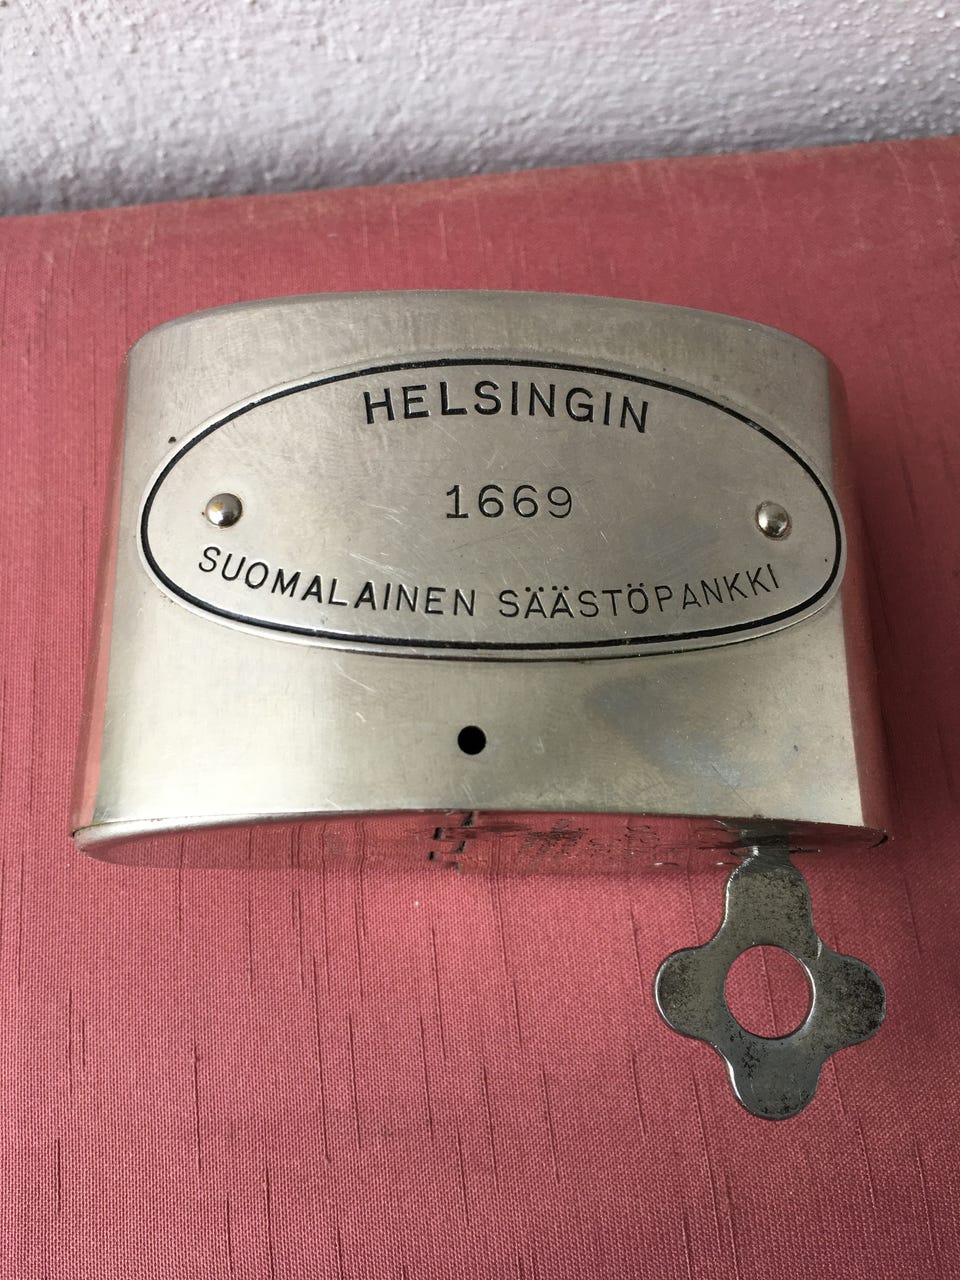 HELSINGIN
1669
SUOMALAINEN SÄÄSTÖPANKKI